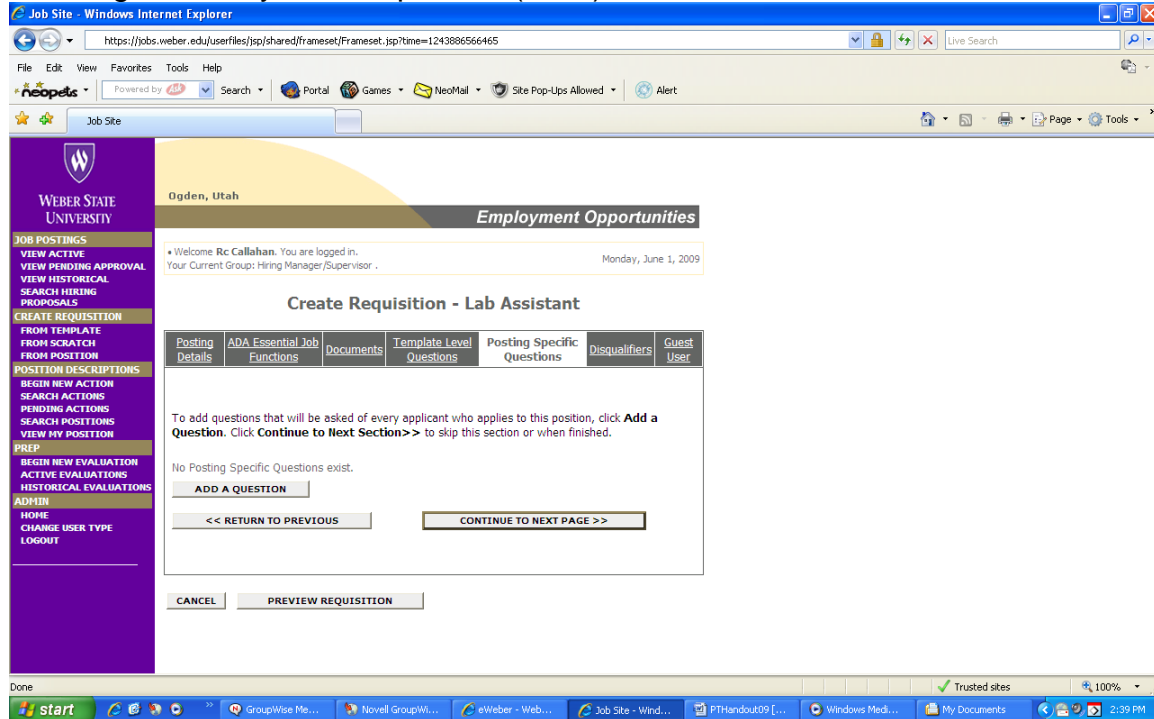 Job Site - Windows Internet Explorer
https://jobs.weber.edu/userfiles/jsp/shared/frameset/Frameset.jsp?time=1243886566465
Live Search
File Edit View Favorites Tools Help
neopets Powered by Search Portal Games NeoMail Site Pop-Ups Allowed Alert
Job Site
Page Tools
WEBER STATE
UNIVERSITY
JOB POSTINGS
VIEW ACTIVE
VIEW PENDING APPROVAL
VIEW HISTORICAL
SEARCH HIRING
PROPOSALS
CREATE REQUISITION
FROM TEMPLATE
FROM SCRATCH
FROM POSITION
POSITION DESCRIPTIONS
BEGIN NEW ACTION
SEARCH ACTIONS
PENDING ACTIONS
SEARCH POSITIONS
VIEW MY POSITION
PREP
BEGIN NEW EVALUATION
ACTIVE EVALUATIONS
HISTORICAL EVALUATIONS
ADMIN
HOME
CHANGE USER TYPE
LOGOUT
Ogden, Utah
Employment Opportunities
• Welcome Rc Callahan. You are logged in.
Your Current Group: Hiring Manager/Supervisor .
Monday, June 1, 2009
Create Requisition - Lab Assistant
Posting Details
ADA Essential Job Functions
Documents
Template Level Questions
Posting Specific Questions
Disqualifiers
Guest User
To add questions that will be asked of every applicant who applies to this position, click Add a
Question. Click Continue to Next Section>> to skip this section or when finished.
No Posting Specific Questions exist.
ADD A QUESTION
<< RETURN TO PREVIOUS
CONTINUE TO NEXT PAGE >>
CANCEL
PREVIEW REQUISITION
Done
Trusted sites
100%
start
GroupWise Me...
Novell GroupWi...
eWeber - Web...
Job Site - Wind...
PTHandout09 [...
Windows Medi...
My Documents
2:39 PM